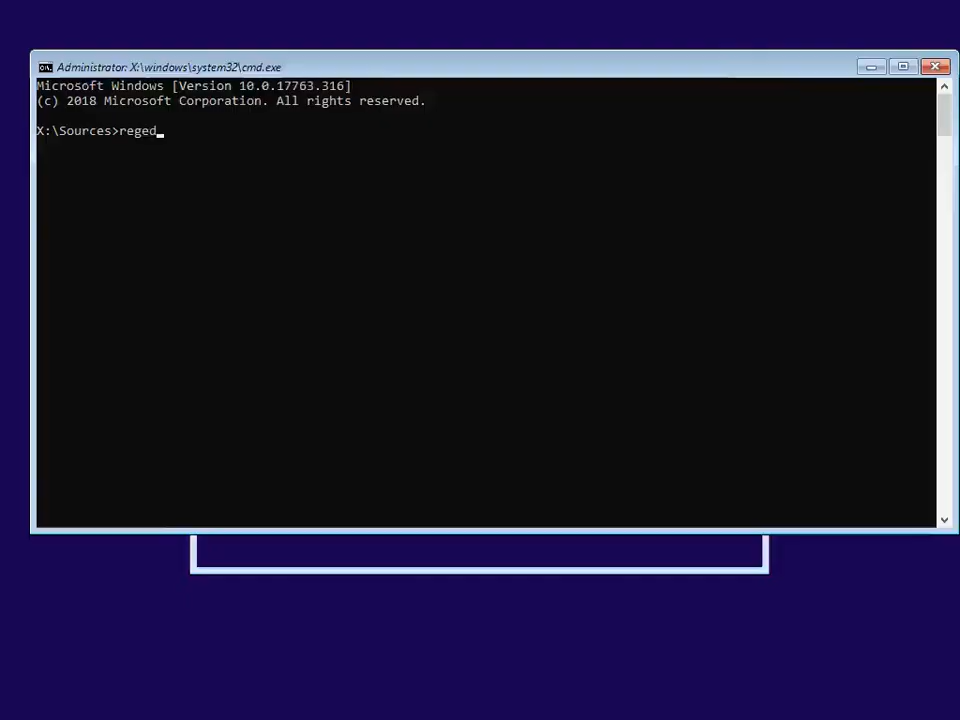 Administrator: X:\windows\system32\cmd.exe
Microsoft Windows [Version 10.0.17763.316]
(c) 2018 Microsoft Corporation. All rights reserved.
X:\Sources>reged_